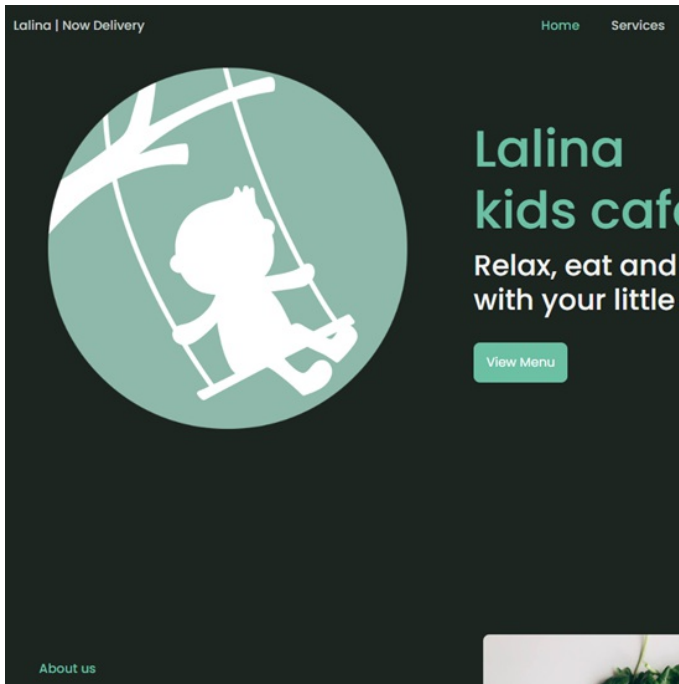 Lalina | Now Delivery
Home
Services
Lalina
kids caf
Relax, eat and
with your little
View Menu
About us